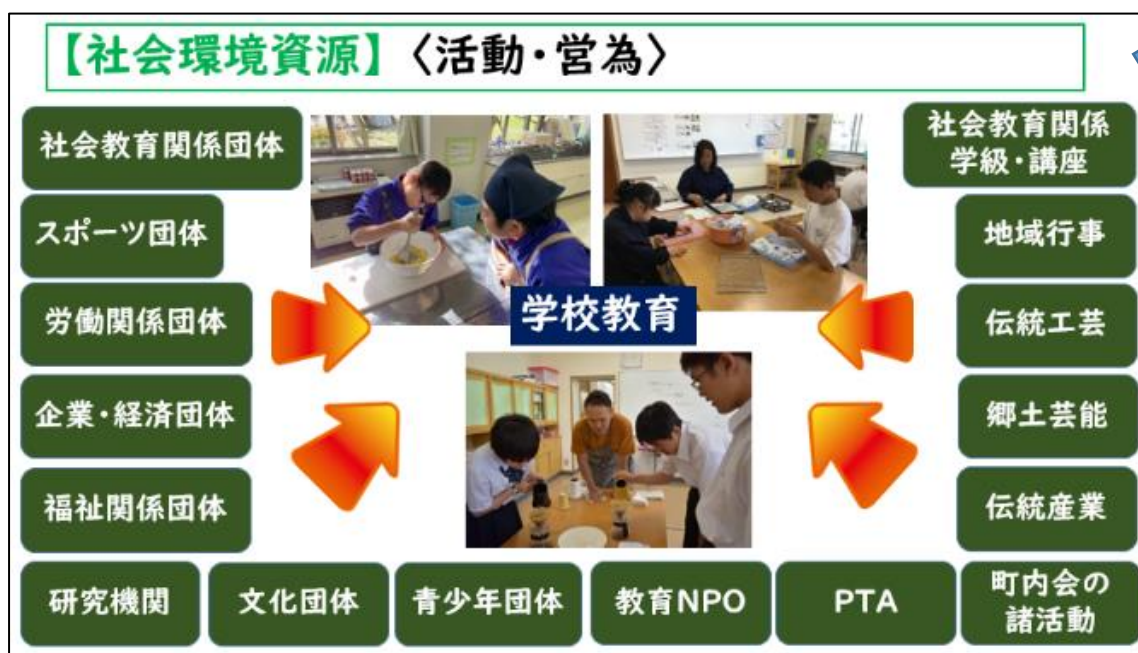 【社会環境資源】〈活動・営為〉
社会教育関係団体
スポーツ団体
労働関係団体
企業・経済団体
福祉関係団体
学校教育
社会教育関係
学級・講座
地域行事
伝統工芸
郷土芸能
伝統産業
研究機関
文化団体
青少年団体
教育NPO
PTA
町内会の
諸活動